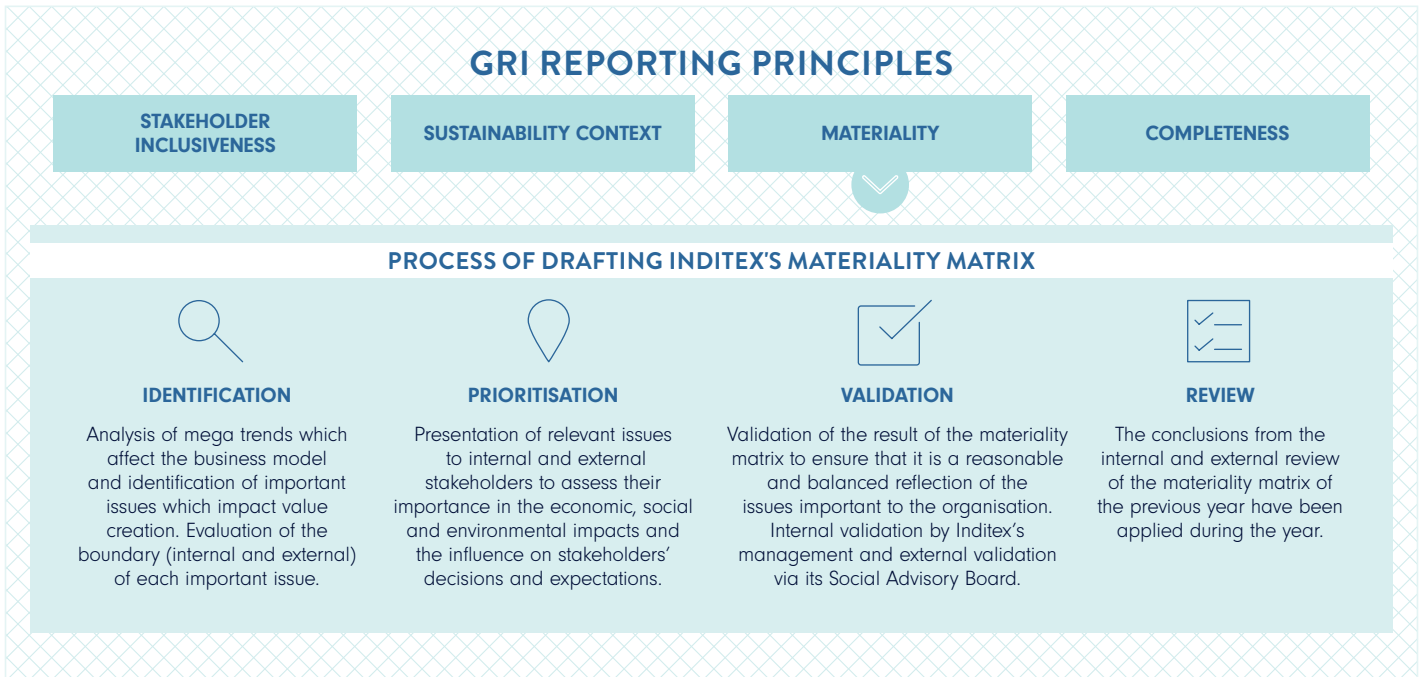 GRI REPORTING PRINCIPLES
STAKEHOLDER
INCLUSIVENESS
SUSTAINABILITY CONTEXT
MATERIALITY
COMPLETENESS
PROCESS OF DRAFTING INDITEX'S MATERIALITY MATRIX
IDENTIFICATION
Analysis of mega trends which
affect the business model
and identification of important
issues which impact value
creation. Evaluation of the
boundary (internal and external)
of each important issue.
PRIORITISATION
Presentation of relevant issues
to internal and external
stakeholders to assess their
importance in the economic, social
and environmental impacts and
the influence on stakeholders’
decisions and expectations.
VALIDATION
Validation of the result of the materiality
matrix to ensure that it is a reasonable
and balanced reflection of the
issues important to the organisation.
Internal validation by Inditex’s
management and external validation
via its Social Advisory Board.
REVIEW
The conclusions from the
internal and external review
of the materiality matrix of
the previous year have been
applied during the year.